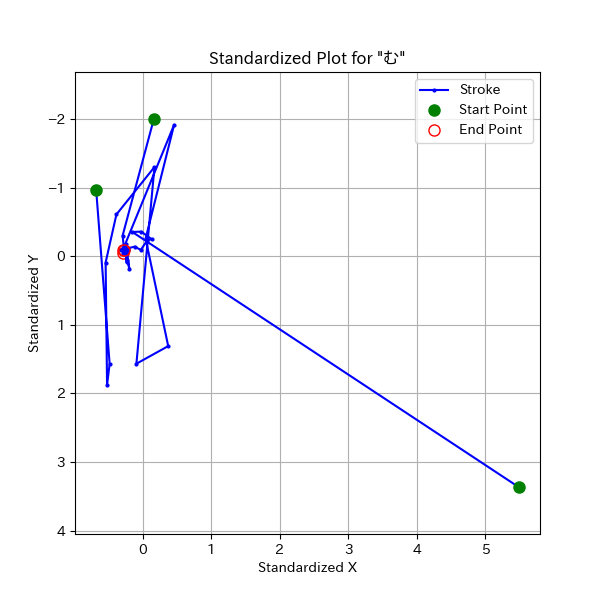 Standardized Plot for "む"
Stroke
Start Point
End Point
−2
−1
0
1
2
3
4
Standardized Y
0
1
2
3
4
5
Standardized X